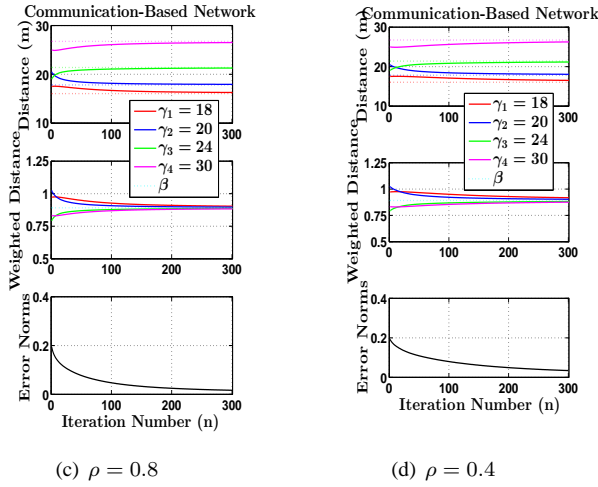 Communication-Based Network
Distance (m)
30
20
10
0
100
200
300
γ1 = 18
γ2 = 20
γ3 = 24
γ4 = 30
β
Weighted Distance
1.25
1
0.75
0.5
0
100
200
300
Error Norms
0.4
0.2
0
0
100
200
300
Iteration Number (n)
(c) ρ = 0.8
Communication-Based Network
Distance (m)
30
20
10
0
100
200
300
γ1 = 18
γ2 = 20
γ3 = 24
γ4 = 30
β
Weighted Distance
1.25
1
0.75
0.5
0
100
200
300
Error Norms
0.4
0.2
0
0
100
200
300
Iteration Number (n)
(d) ρ = 0.4